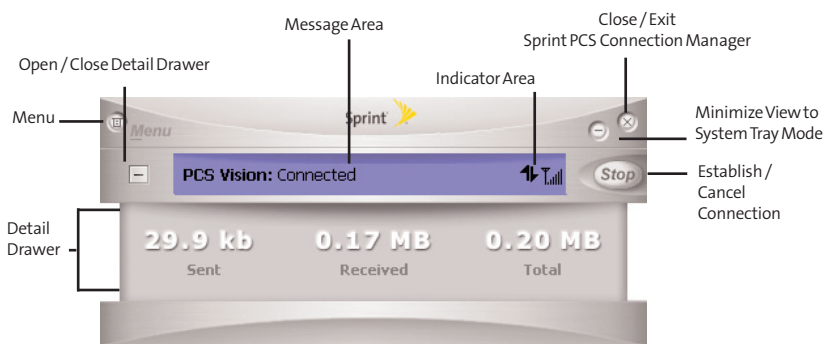 Close / Exit
Message Area
Sprint PCS Connection Manager
Open / Close Detail Drawer
Indicator Area
Menu
Menu
Sprint
Minimize View to
System Tray Mode
PCS Vision: Connected
Stop
Establish /
Cancel
Connection
Detail
Drawer
29.9 kb
0.17 MB
0.20 MB
Sent
Received
Total